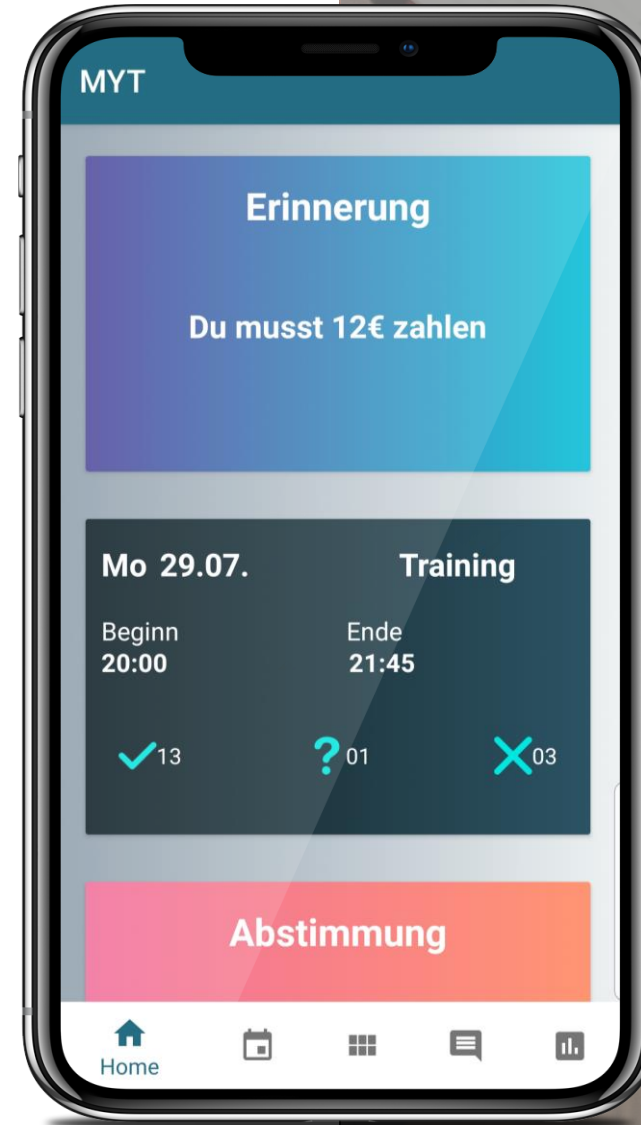 MYT
Erinnerung
Du musst 12€ zahlen
Mo 29.07. Training
Beginn Ende
20:00 21:45
13 ? 01 03
Abstimmung
Home